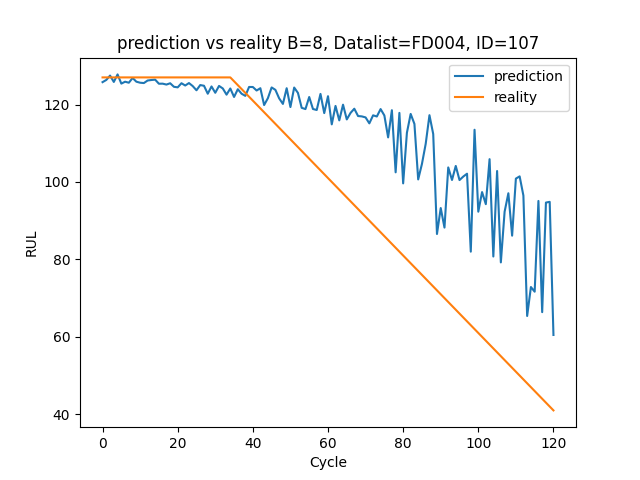 prediction vs reality B=8, Datalist=FD004, ID=107
prediction
reality
120
100
80
60
40
RUL
0 20 40 60 80 100 120
Cycle